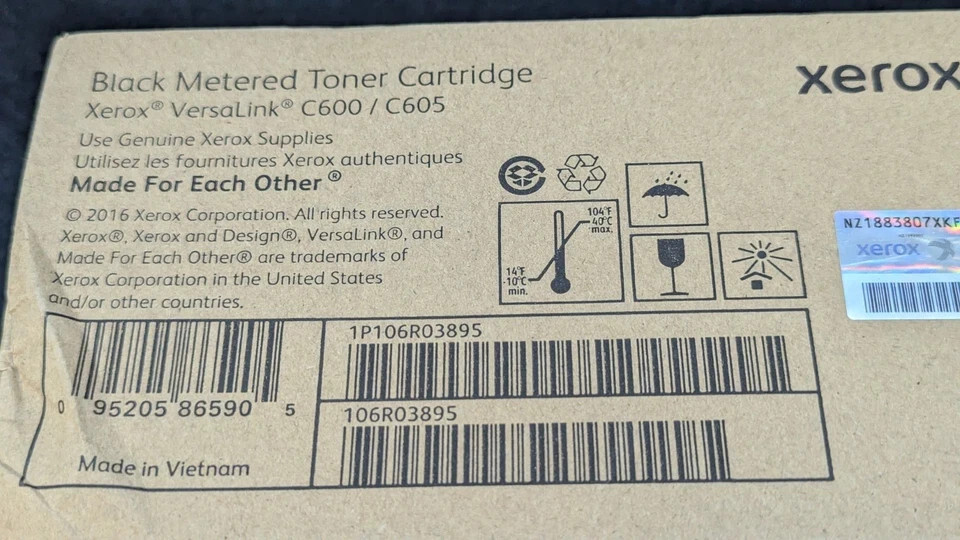 Black Metered Toner Cartridge
Xerox® VersaLink® C600 / C605
Use Genuine Xerox Supplies
Utilisez les fournitures Xerox authentiques
Made For Each Other ®
© 2016 Xerox Corporation. All rights reserved.
Xerox®, Xerox and Design®, VersaLink®, and
Made For Each Other® are trademarks of
Xerox Corporation in the United States
and/or other countries.
xerox
104°F
40°C
max.
14°F
-10°C
min.
NZ1883807XKF
xerox
0 95205 86590 5
Made in Vietnam
1P106R03895
106R03895